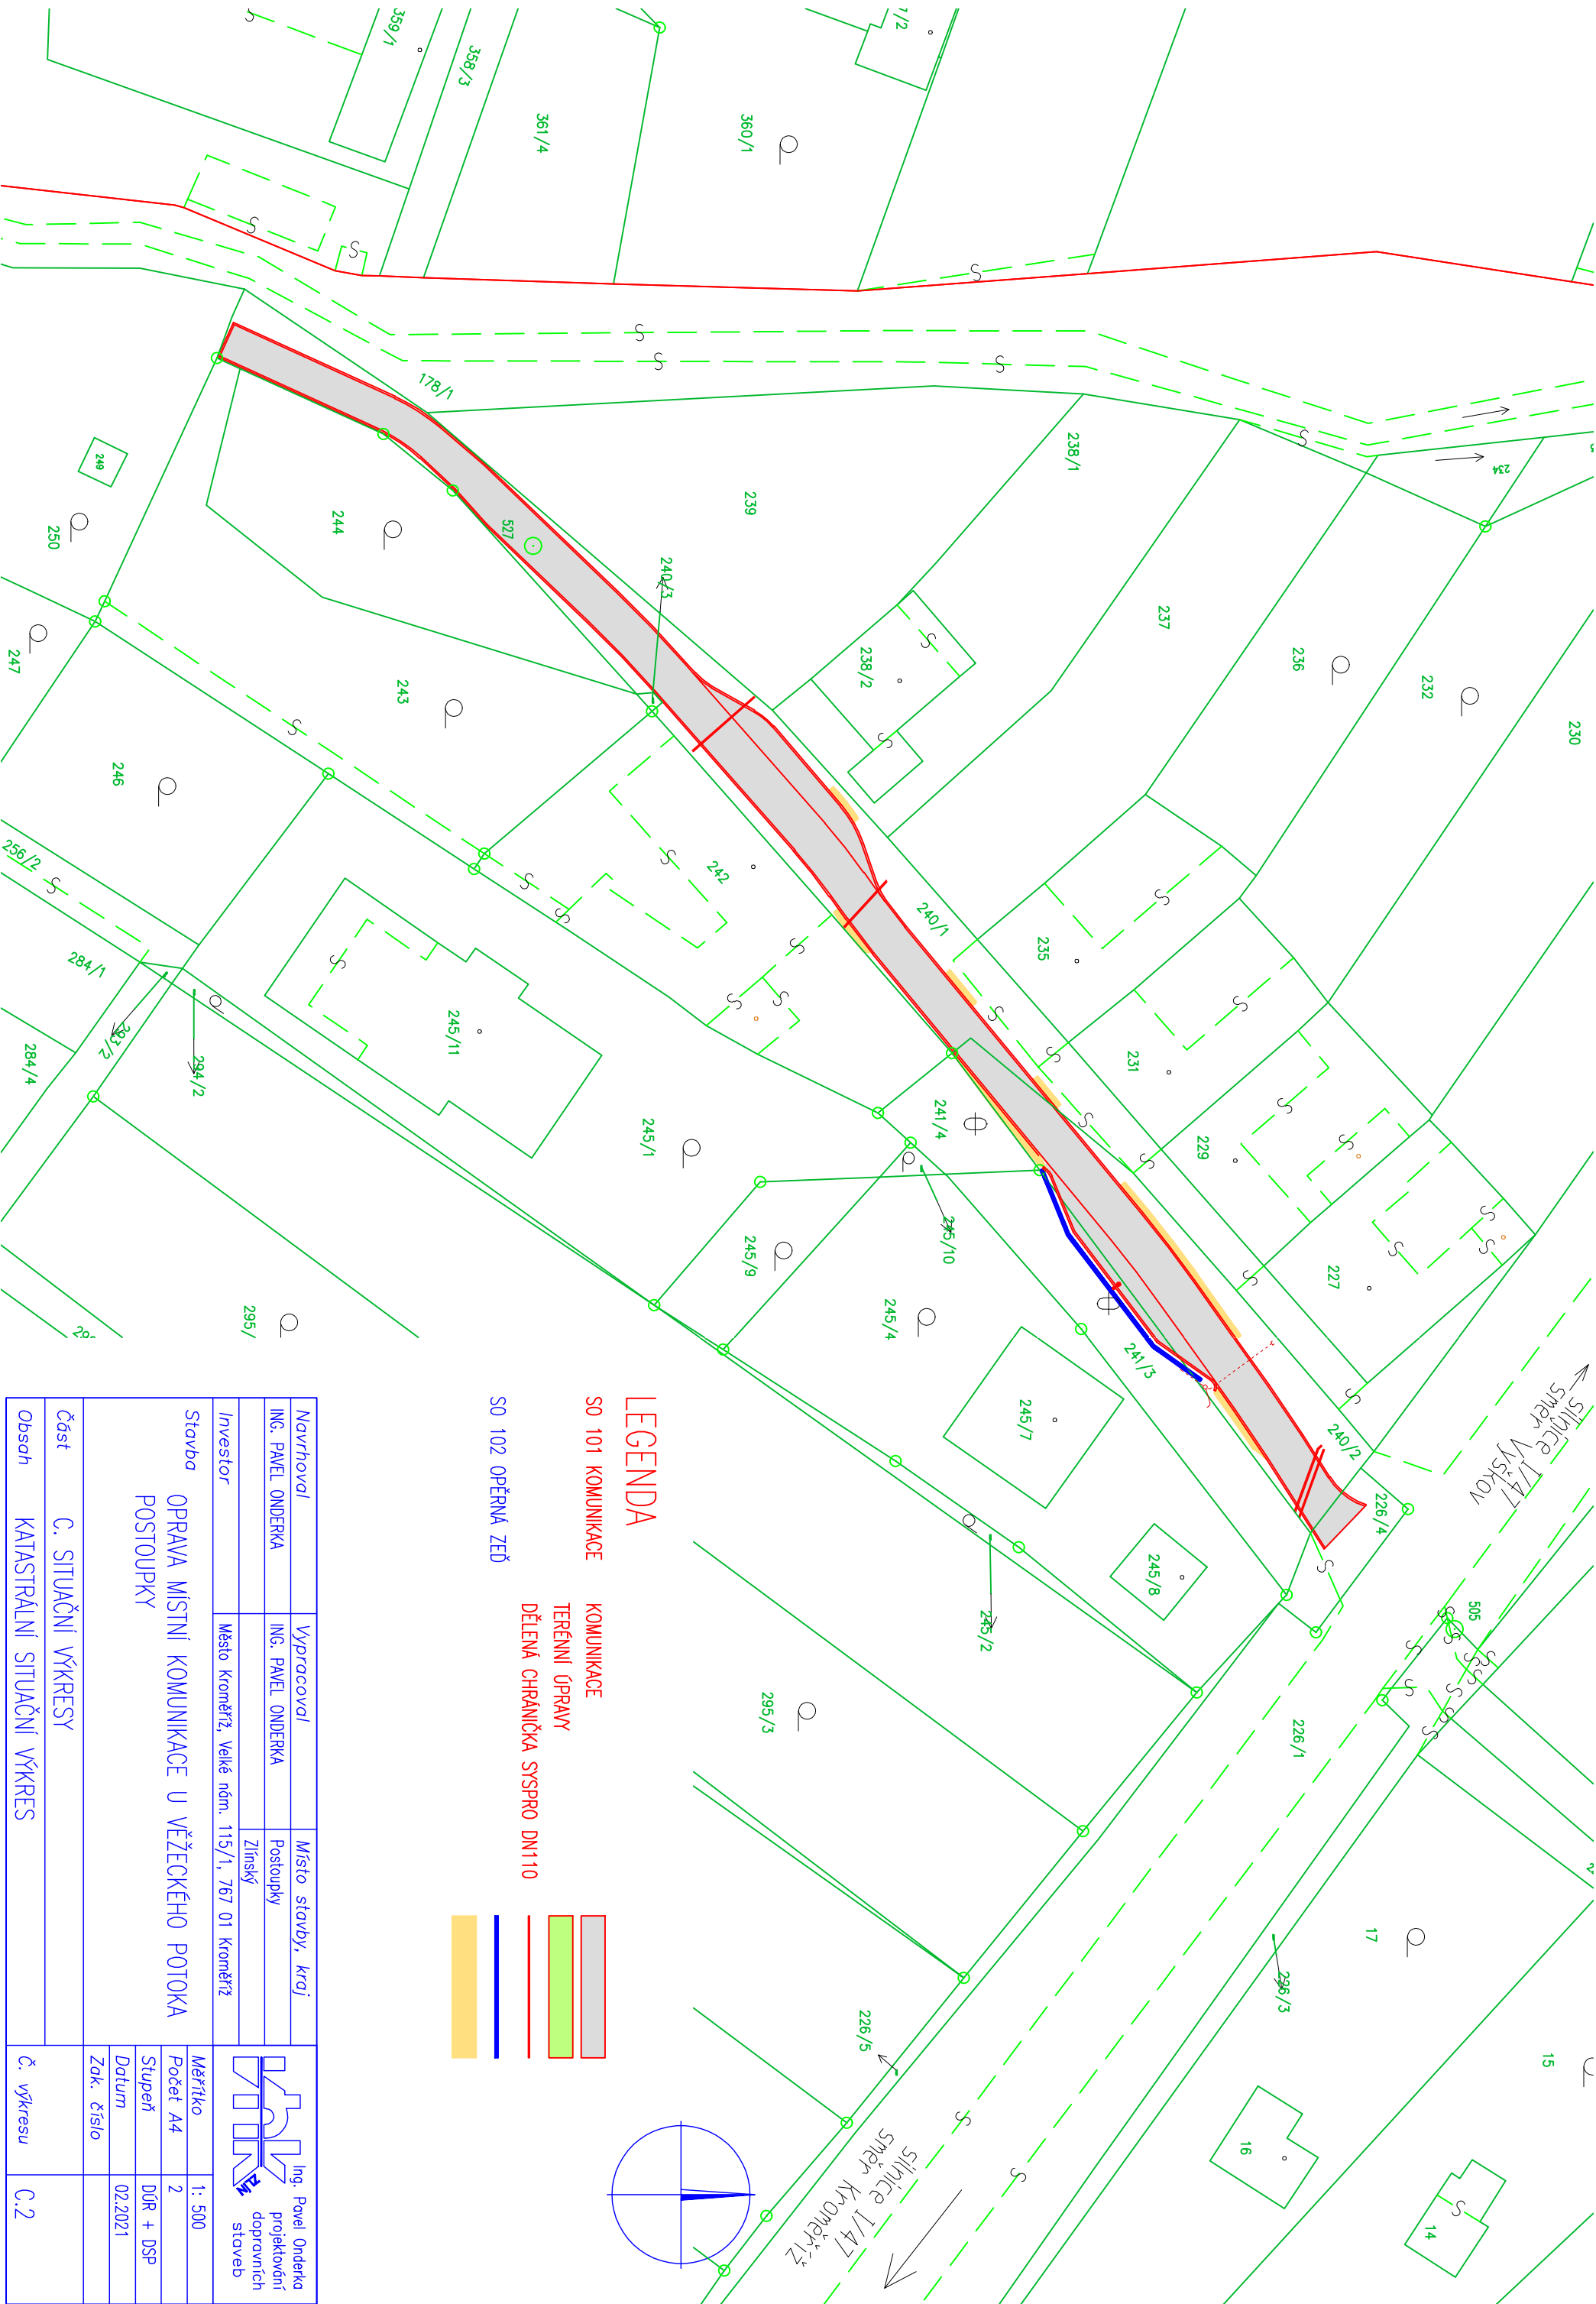 359/1
358/3
361/4
360/1
178/1
239
238/1
237
236
232
230
234
238/2
240/3
527
244
249
250
247
243
246
242
256/2
284/1
284/4
293/2
294/2
245/11
240/1
235
231
229
227
241/4
245/10
245/1
245/9
245/4
241/3
245/7
245/8
240/2
226/4
505
226/1
245/2
295/3
295/
17
15
226/3
226/5
16
14
silnice I/47
směr Vyškov
silnice I/47
směr Kroměříž
LEGENDA
SO 101 KOMUNIKACE KOMUNIKACE
TERÉNNÍ ÚPRAVY
DĚLENÁ CHRÁNIČKA SYSPRO DN110
SO 102 OPĚRNÁ ZEĎ
Navrhoval Vypracoval Místo stavby, kraj
ING. PAVEL ONDERKA ING. PAVEL ONDERKA Postoupky
Zlínský
Investor Město Kroměříž, Velké nám. 115/1, 767 01 Kroměříž
Stavba OPRAVA MÍSTNÍ KOMUNIKACE U VĚŽECKÉHO POTOKA
POSTOUPKY
Část C. SITUAČNÍ VÝKRESY
Obsah KATASTRÁLNÍ SITUAČNÍ VÝKRES
Ing. Pavel Onderka
projektování
dopravních
staveb
ZLÍN
Měřítko 1: 500
Počet A4 2
Stupeň DÚR + DSP
Datum 02.2021
Zak. číslo
Č. výkresu C.2